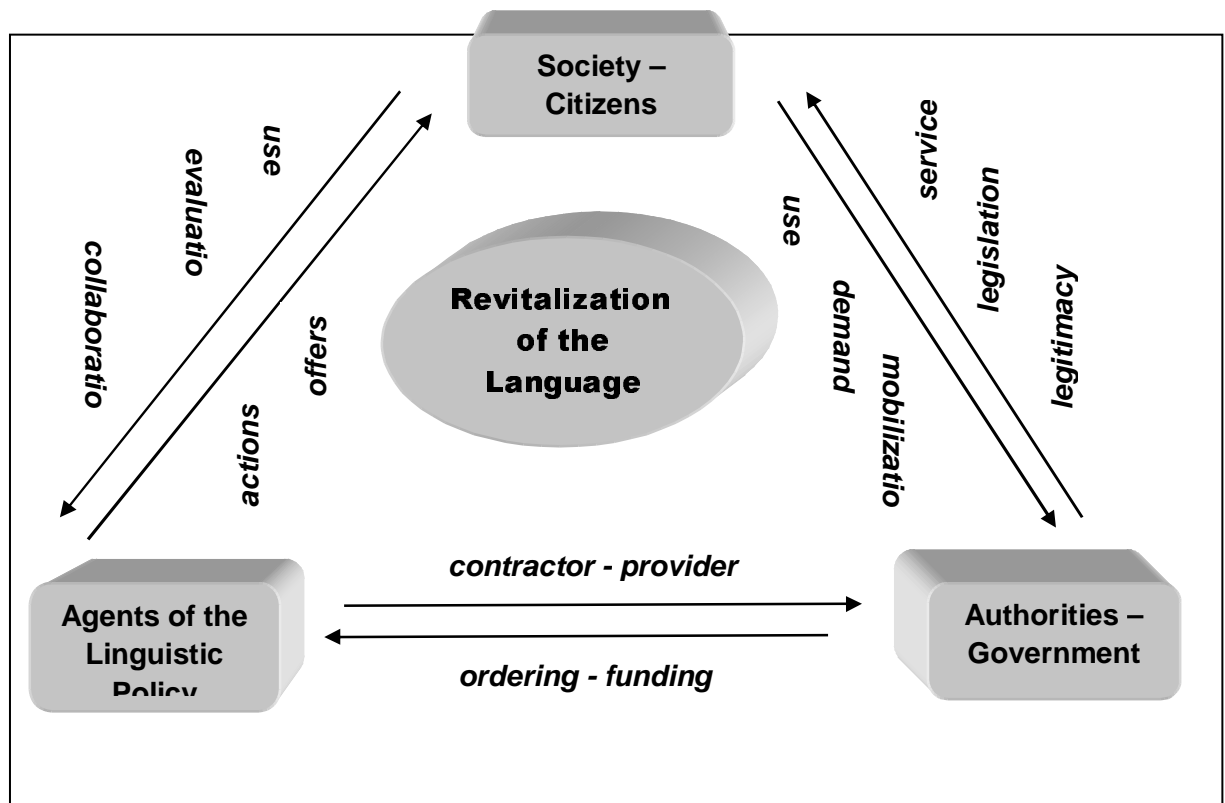 Society –
Citizens
use
evaluatio
collaboratio
offers
actions
service
legislation
legitimacy
use
demand
mobilizatio
Revitalization
of the
Language
contractor - provider
ordering - funding
Agents of the
Linguistic
Policy
Authorities –
Government